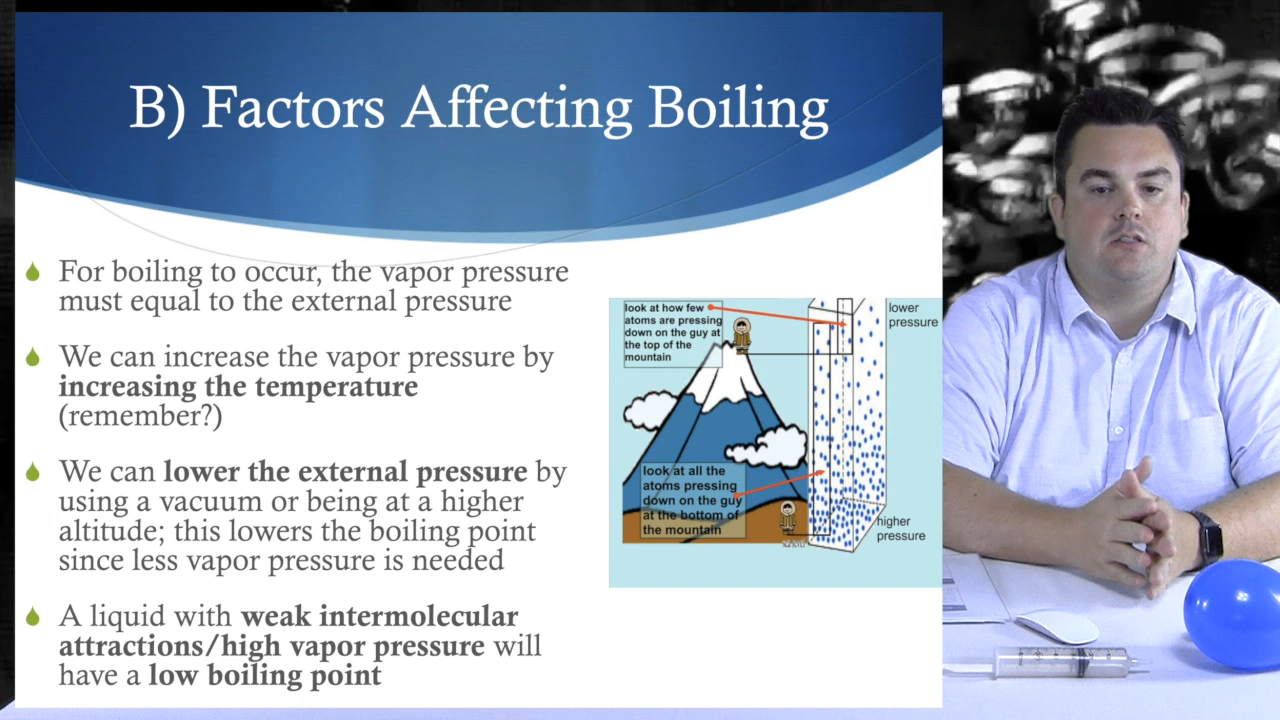 B) Factors Affecting Boiling
For boiling to occur, the vapor pressure
must equal to the external pressure
We can increase the vapor pressure by
increasing the temperature
(remember?)
We can lower the external pressure by
using a vacuum or being at a higher
altitude; this lowers the boiling point
since less vapor pressure is needed
A liquid with weak intermolecular
attractions/high vapor pressure will
have a low boiling point
look at how few
atoms are pressing
down on the guy at
the top of the
mountain
lower
pressure
look at all the
atoms pressing
down on the guy
at the bottom of
the mountain
higher
pressure